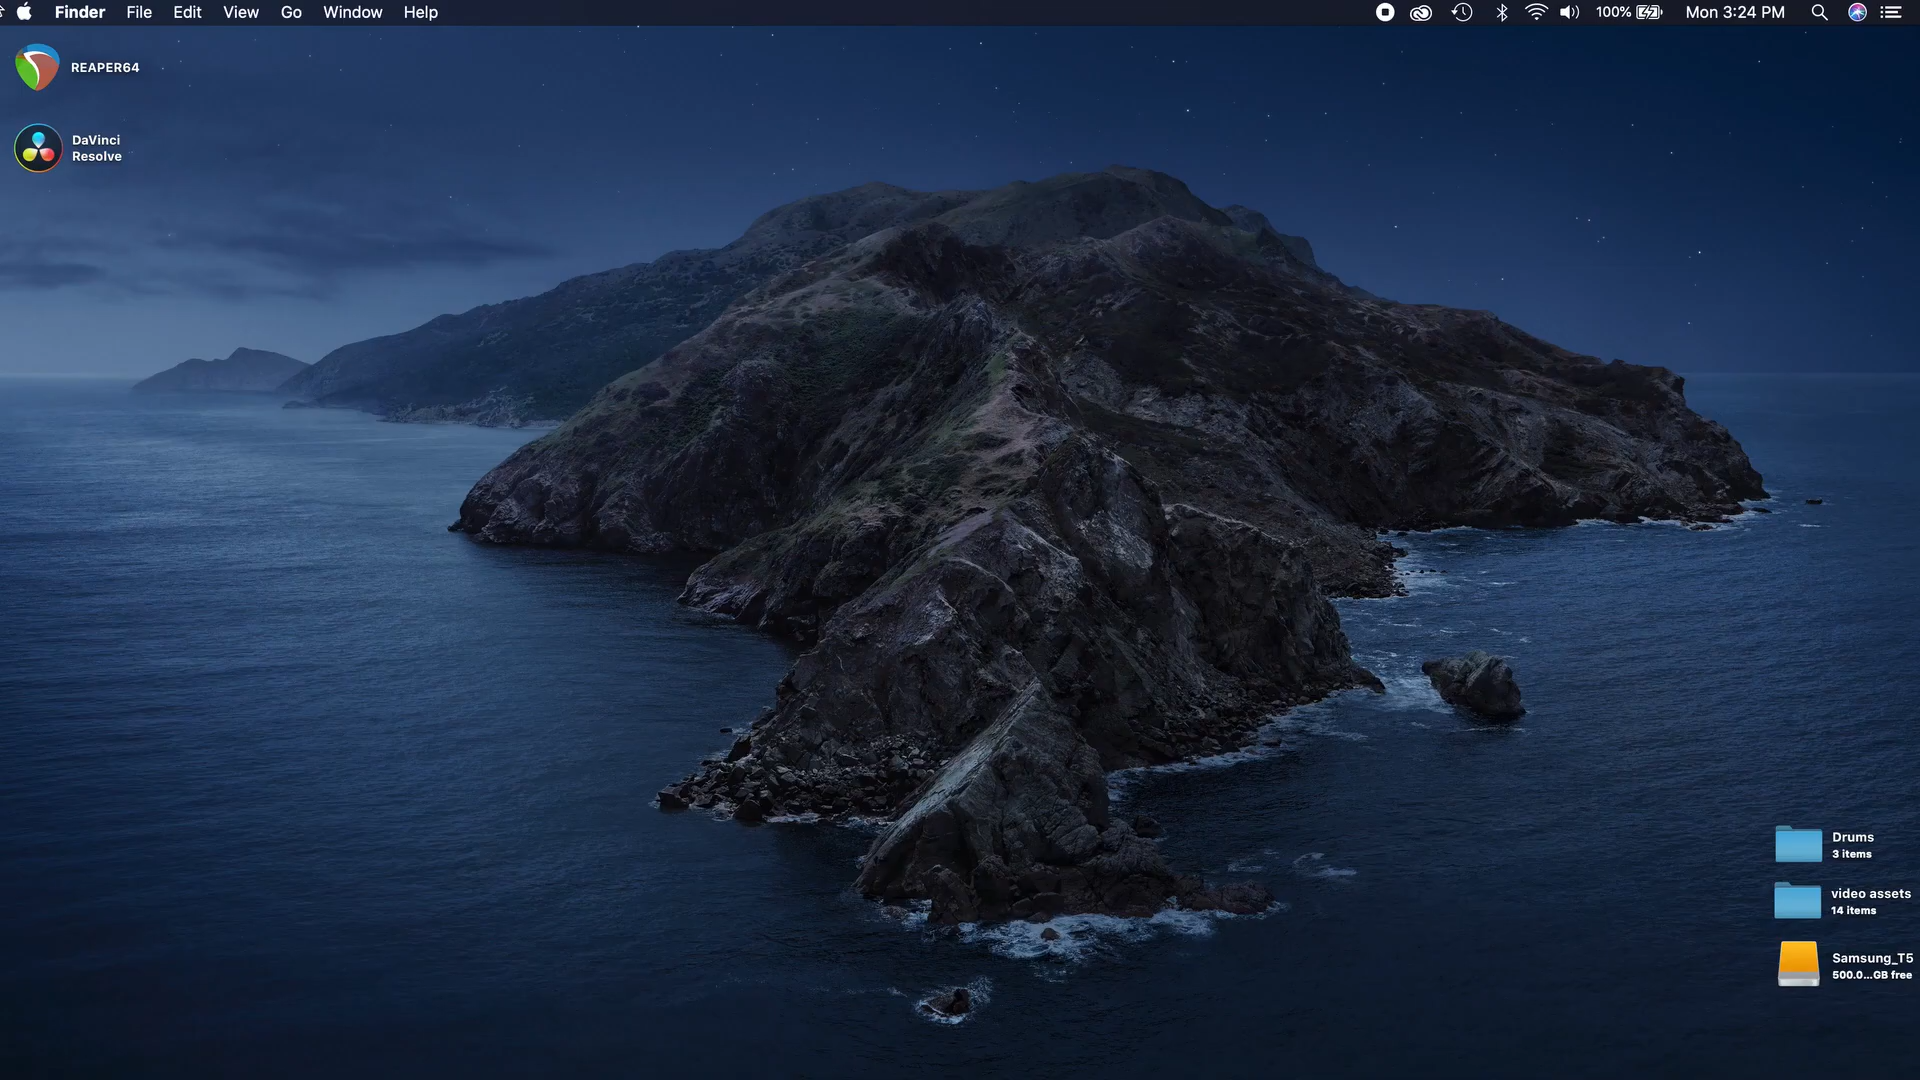 Finder File Edit View Go Window Help 100% Mon 3:24 PM
REAPER64
DaVinci
Resolve
Drums
3 items
video assets
14 items
Samsung_T5
500.0...GB free